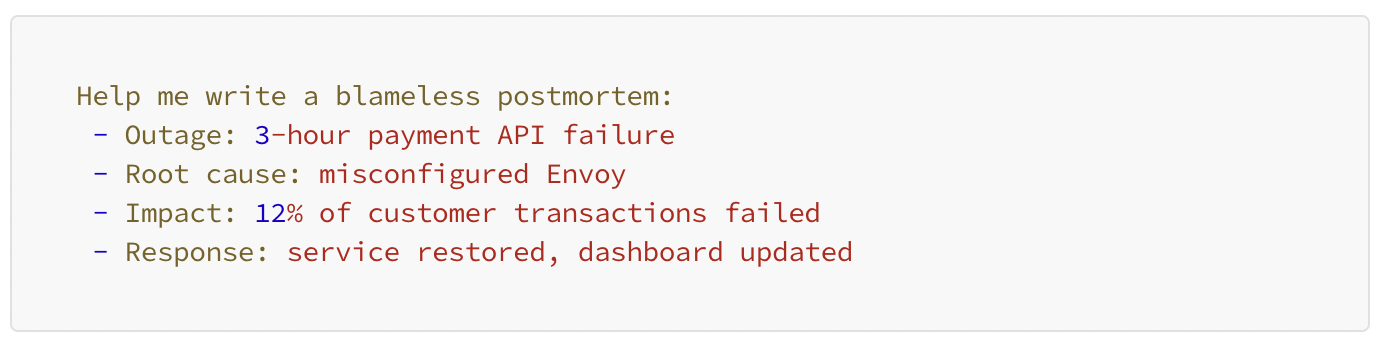 Help me write a blameless postmortem:
- Outage: 3-hour payment API failure
- Root cause: misconfigured Envoy
- Impact: 12% of customer transactions failed
- Response: service restored, dashboard updated